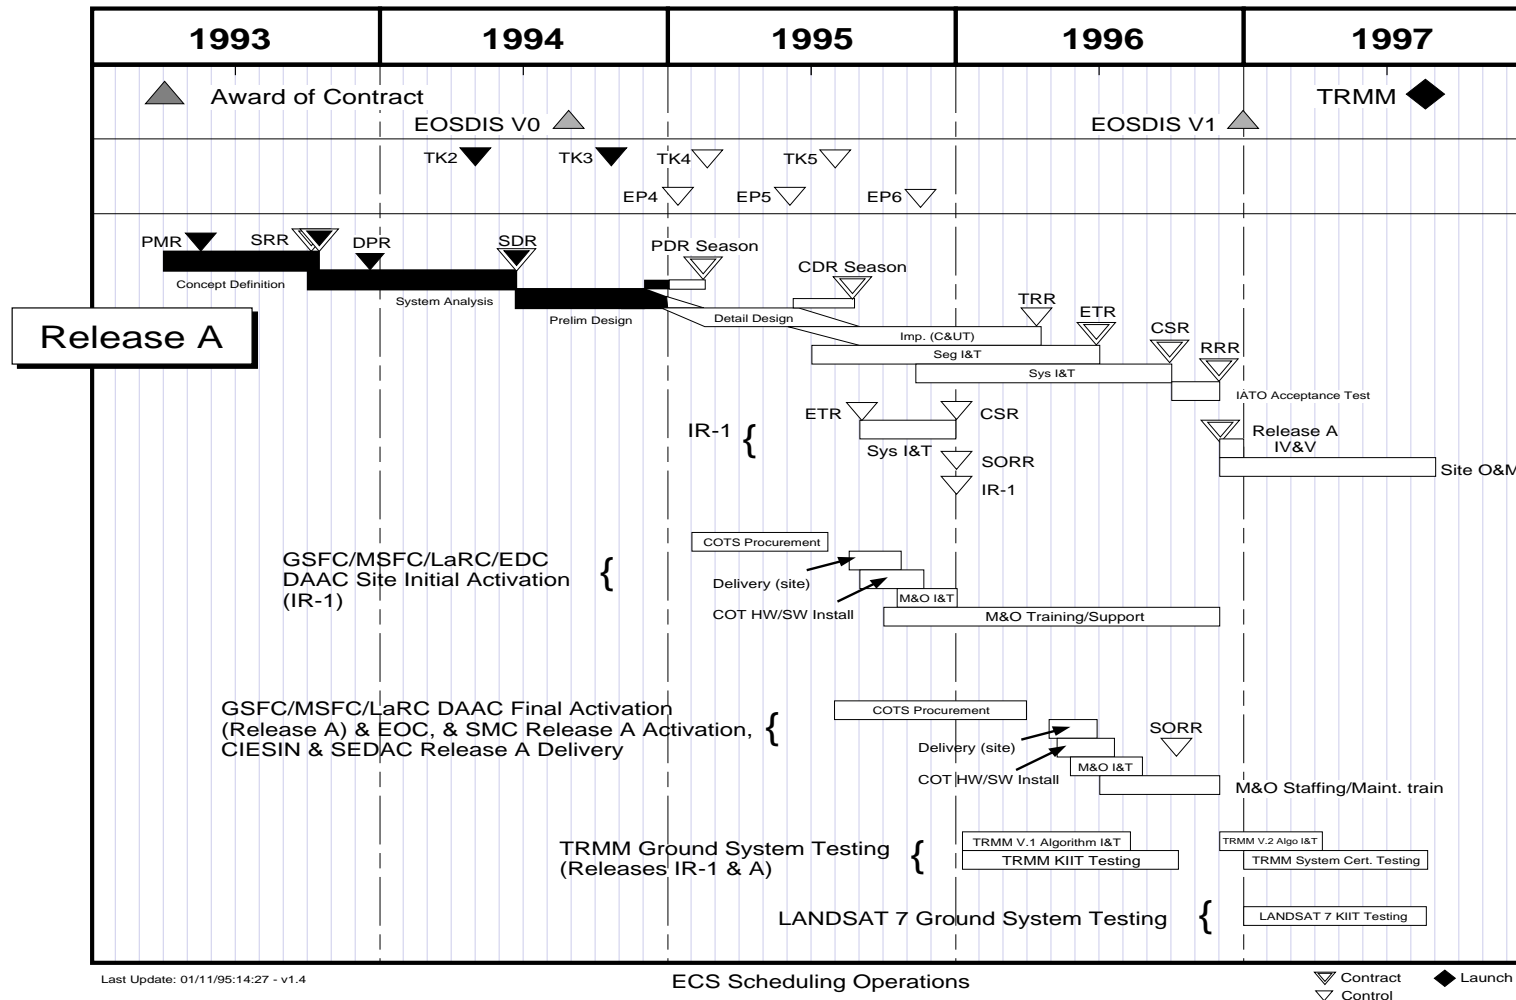 1993 1994 1995 1996 1997
Award of Contract TRMM
EOSDIS V0 EOSDIS V1
TK2 TK3 TK4 TK5
EP4 EP5 EP6
PMR SRR DPR SDR PDR Season
CDR Season
Concept Definition
System Analysis
TRR ETR
Prelim Design Detail Design
CSR
Release A
Imp. (C&UT)
RRR
Seg I&T
Sys I&T
IATO Acceptance Test
ETR CSR
IR-1 {
Release A
IV&V
Sys I&T
SORR
Site O&M
IR-1
COTS Procurement
GSFC/MSFC/LaRC/EDC
DAAC Site Initial Activation {
(IR-1)
Delivery (site)
M&O I&T
COT HW/SW Install
M&O Training/Support
GSFC/MSFC/LaRC DAAC Final Activation
(Release A) & EOC, & SMC Release A Activation, {
CIESIN & SEDAC Release A Delivery
COTS Procurement
SORR
Delivery (site)
M&O I&T
COT HW/SW Install
M&O Staffing/Maint. train
TRMM V.1 Algorithm I&T TRMM V.2 Algo I&T
TRMM Ground System Testing {
(Releases IR-1 & A)
TRMM KIIT Testing TRMM System Cert. Testing
LANDSAT 7 Ground System Testing { LANDSAT 7 KIIT Testing
Last Update: 01/11/95:14:27 - v1.4 ECS Scheduling Operations Contract Launch
Control